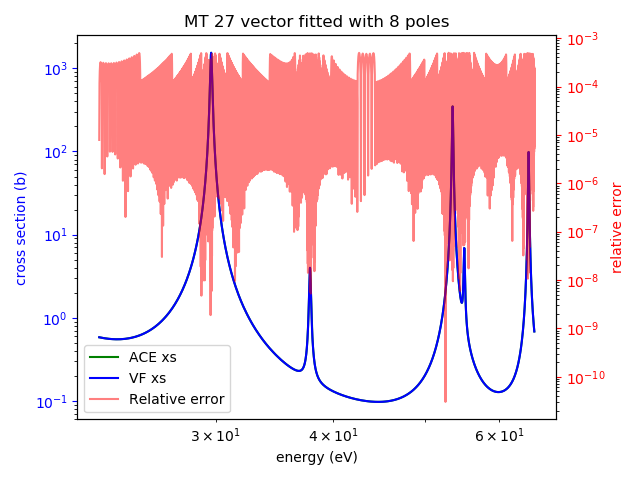 MT 27 vector fitted with 8 poles
cross section (b)
10³
10²
10¹
10⁰
10⁻¹
10⁻³
10⁻⁴
10⁻⁵
10⁻⁶
10⁻⁷
10⁻⁸
10⁻⁹
10⁻¹⁰
relative error
ACE xs
VF xs
Relative error
3 × 10¹ 4 × 10¹ 6 × 10¹
energy (eV)